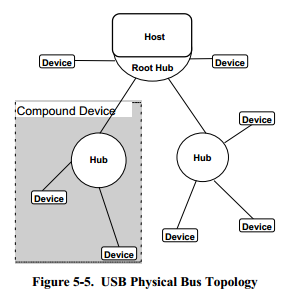 Host
Root Hub
Device
Device
Compound Device
Device
Hub
Hub
Device
Device
Device
Device
Figure 5-5. USB Physical Bus Topology